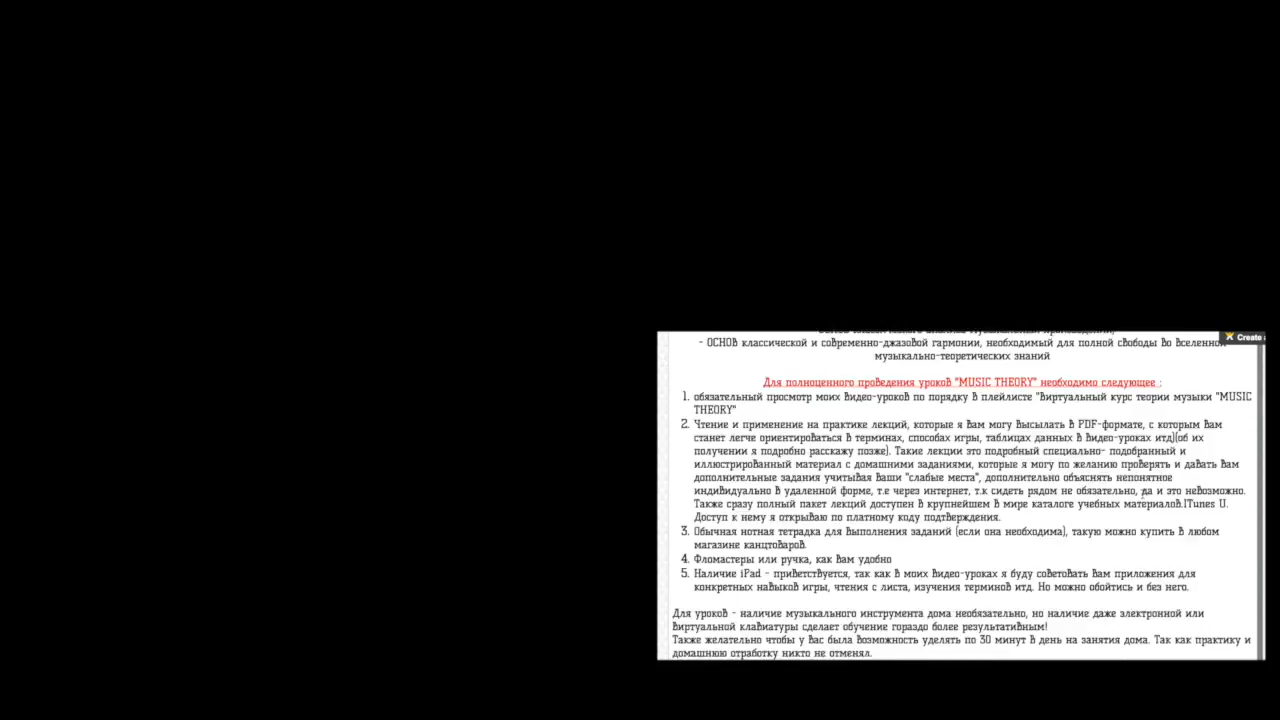 - ОСНОВ классической и современно-джазовой гармонии, необходимый для полной свободы во вселенной
музыкально-теоретических знаний
Create
Для полноценного проведения уроков "MUSIC THEORY" необходимо следующее :
1. обязательный просмотр моих видео-уроков по порядку в плейлисте "Виртуальный курс теории музыки "MUSIC
THEORY"
2. Чтение и применение на практике лекций, которые я вам могу высылать в PDF-формате, с которым вам
станет легче ориентироваться в терминах, способах игры, таблицах данных в видео-уроках итд)(об их
получении я подробно расскажу позже). Такие лекции это подробный специально- подобранный и
иллюстрированный материал с домашними заданиями, которые я могу по желанию проверять и давать вам
дополнительные задания учитывая ваши "слабые места", дополнительно объяснять непонятное
индивидуально в удаленной форме, т.е через интернет, т.к сидеть рядом не обязательно, да и это невозможно.
Также сразу полный пакет лекций доступен в крупнейшем в мире каталоге учебных материалов.ITunes U.
Доступ к нему я открываю по платному коду подтверждения.
3. Обычная нотная тетрадка для выполнения заданий (если она необходима), такую можно купить в любом
магазине канцтоваров.
4. Фломастеры или ручка, как вам удобно
5. Наличие iPad - приветствуется, так как в моих видео-уроках я буду советовать вам приложения для
конкретных навыков игры, чтения с листа, изучения терминов итд. Но можно обойтись и без него.
Для уроков - наличие музыкального инструмента дома необязательно, но наличие даже электронной или
виртуальной клавиатуры сделает обучение гораздо более результативным!
Также желательно чтобы у вас была возможность уделять по 30 минут в день на занятия дома. Так как практику и
домашнюю отработку никто не отменял.